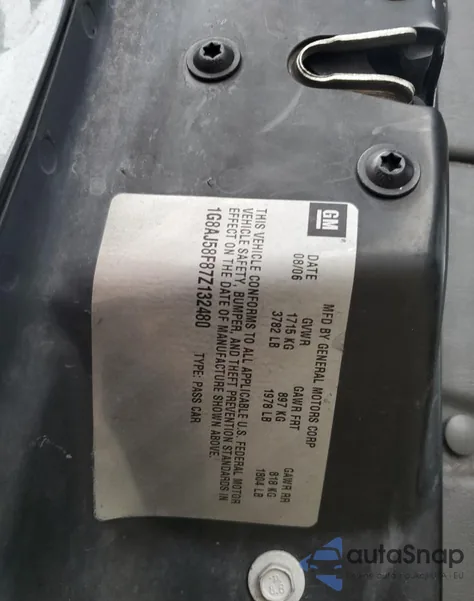 GM
MFD BY GENERAL MOTORS CORP
DATE GVWR GAWR FRT GAWR RR
08/06 1715 KG 897 KG 818 KG
3782 LB 1978 LB 1804 LB
THIS VEHICLE CONFORMS TO ALL APPLICABLE U.S. FEDERAL MOTOR
VEHICLE SAFETY, BUMPER, AND THEFT PREVENTION STANDARDS IN
EFFECT ON THE DATE OF MANUFACTURE SHOWN ABOVE.
1G8AJ58F87Z132480 TYPE: PASS CAR
8.8
autoSnap